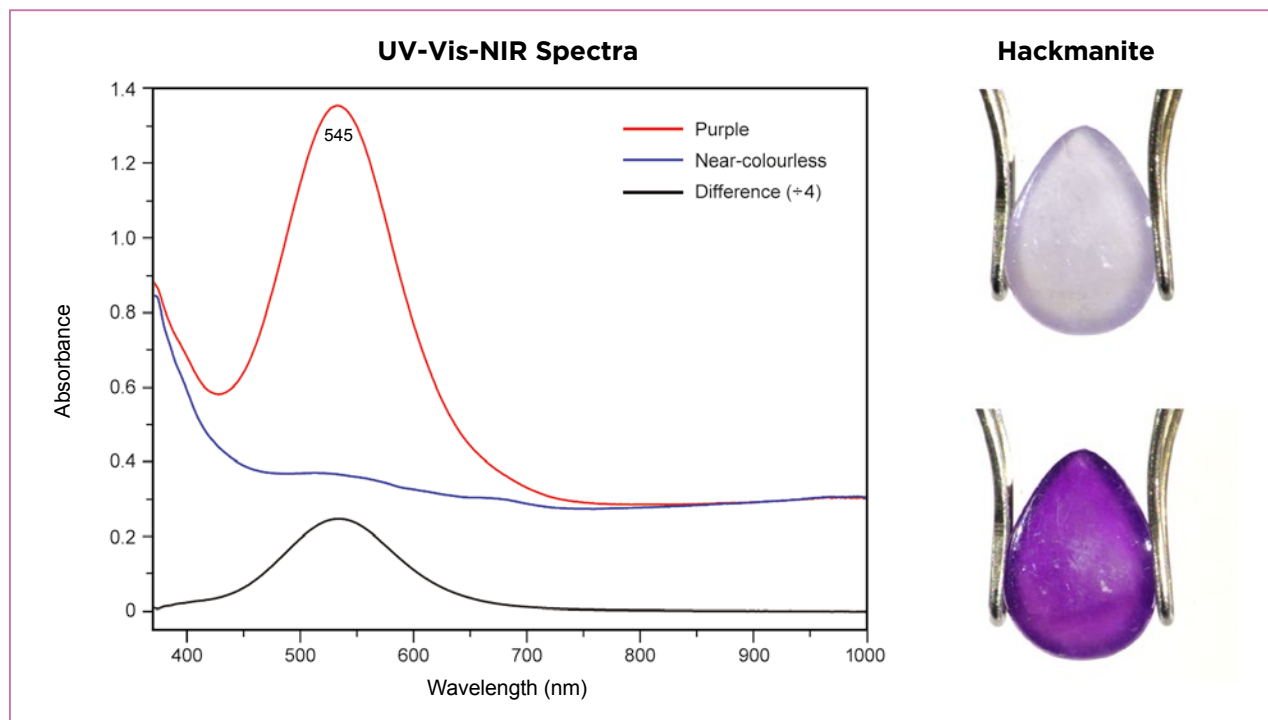 UV-Vis-NIR Spectra
Hackmanite
1.4
1.2
1.0
0.8
0.6
0.4
0.2
0
Absorbance
545
Purple
Near-colourless
Difference (÷4)
400 500 600 700 800 900 1000
Wavelength (nm)